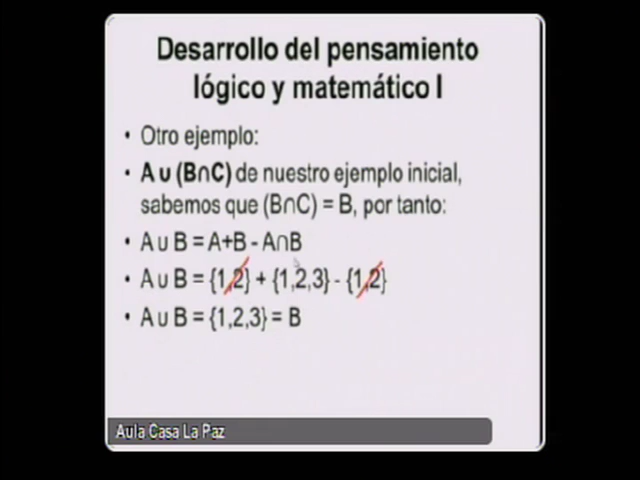 Desarrollo del pensamiento
lógico y matemático I
• Otro ejemplo:
• A ∪ (B∩C) de nuestro ejemplo inicial,
sabemos que (B∩C) = B, por tanto:
• A ∪ B = A+B - A∩B
• A ∪ B = {1,2} + {1,2,3} - {1,2}
• A ∪ B = {1,2,3} = B
Aula Casa La Paz